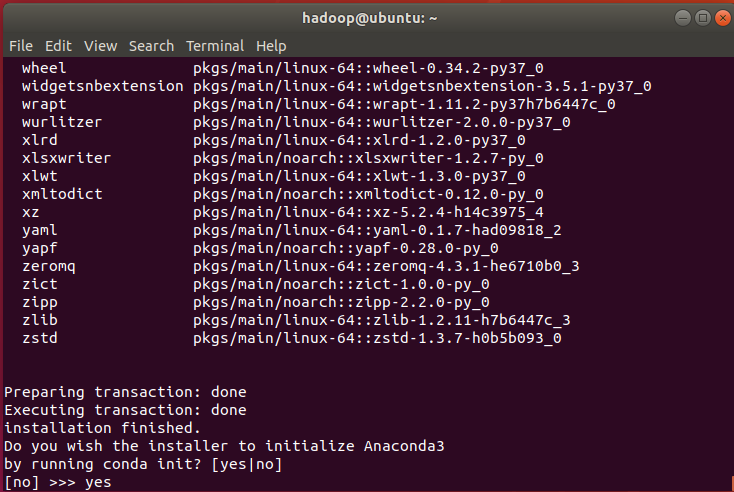 hadoop@ubuntu: ~
File Edit View Search Terminal Help
wheel pkgs/main/linux-64::wheel-0.34.2-py37_0
widgetsnbextension pkgs/main/linux-64::widgetsnbextension-3.5.1-py37_0
wrapt pkgs/main/linux-64::wrapt-1.11.2-py37h7b6447c_0
wurlitzer pkgs/main/linux-64::wurlitzer-2.0.0-py37_0
xlrd pkgs/main/linux-64::xlrd-1.2.0-py37_0
xlsxwriter pkgs/main/noarch::xlsxwriter-1.2.7-py_0
xlwt pkgs/main/linux-64::xlwt-1.3.0-py37_0
xmltodict pkgs/main/noarch::xmltodict-0.12.0-py_0
xz pkgs/main/linux-64::xz-5.2.4-h14c3975_4
yaml pkgs/main/linux-64::yaml-0.1.7-had09818_2
yapf pkgs/main/noarch::yapf-0.28.0-py_0
zeromq pkgs/main/linux-64::zeromq-4.3.1-he6710b0_3
zict pkgs/main/noarch::zict-1.0.0-py_0
zipp pkgs/main/noarch::zipp-2.2.0-py_0
zlib pkgs/main/linux-64::zlib-1.2.11-h7b6447c_3
zstd pkgs/main/linux-64::zstd-1.3.7-h0b5b093_0
Preparing transaction: done
Executing transaction: done
installation finished.
Do you wish the installer to initialize Anaconda3
by running conda init? [yes|no]
[no] >>> yes